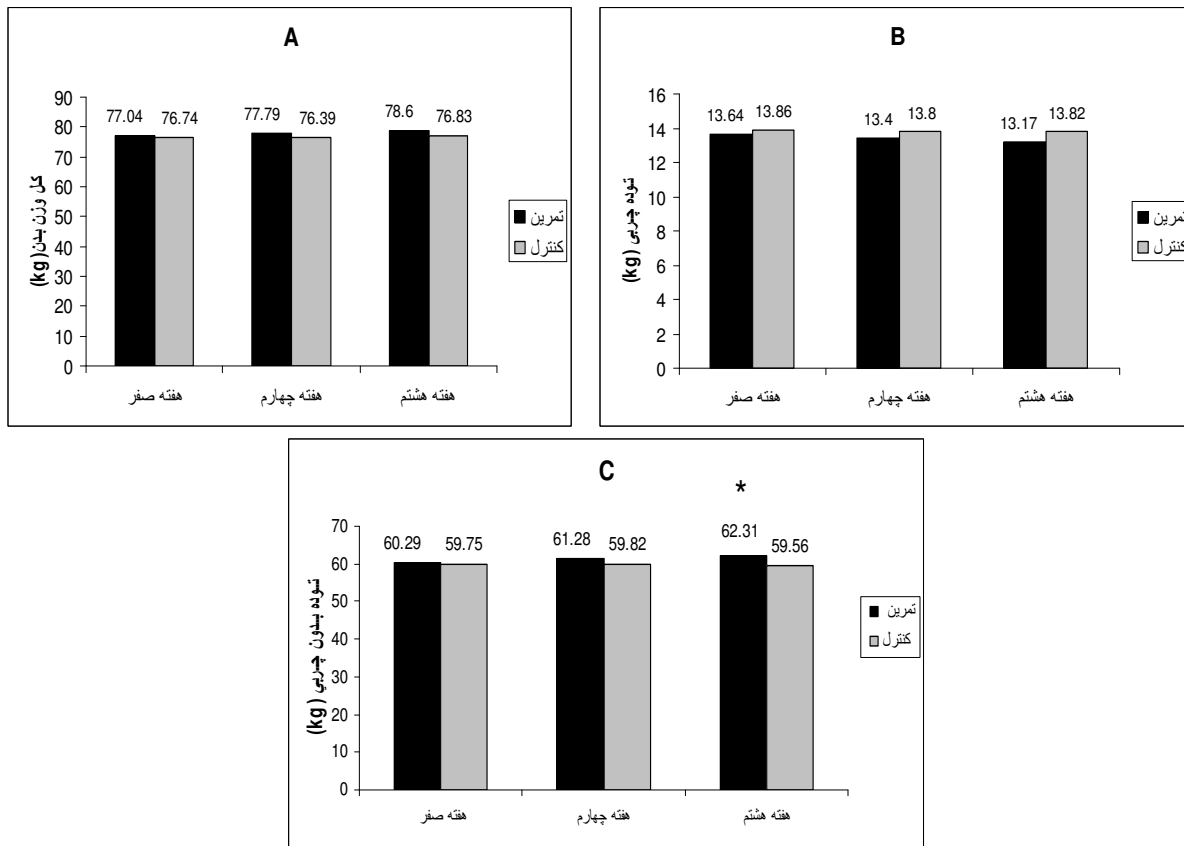 A
کل وزن بدن(kg)
90
80
70
60
50
40
30
20
10
0
77.04 76.74 77.79 76.39 78.6 76.83
هفته صفر هفته چهارم هفته هشتم
تمرین
کنترل
B
توده چربی (kg)
16
14
12
10
8
6
4
2
0
13.64 13.86 13.4 13.8 13.17 13.82
هفته صفر هفته چهارم هفته هشتم
تمرین
کنترل
C
*
توده بدون چربي (kg)
70
60
50
40
30
20
10
0
60.29 59.75 61.28 59.82 62.31 59.56
هفته صفر هفته چهارم هفته هشتم
تمرین
کنترل